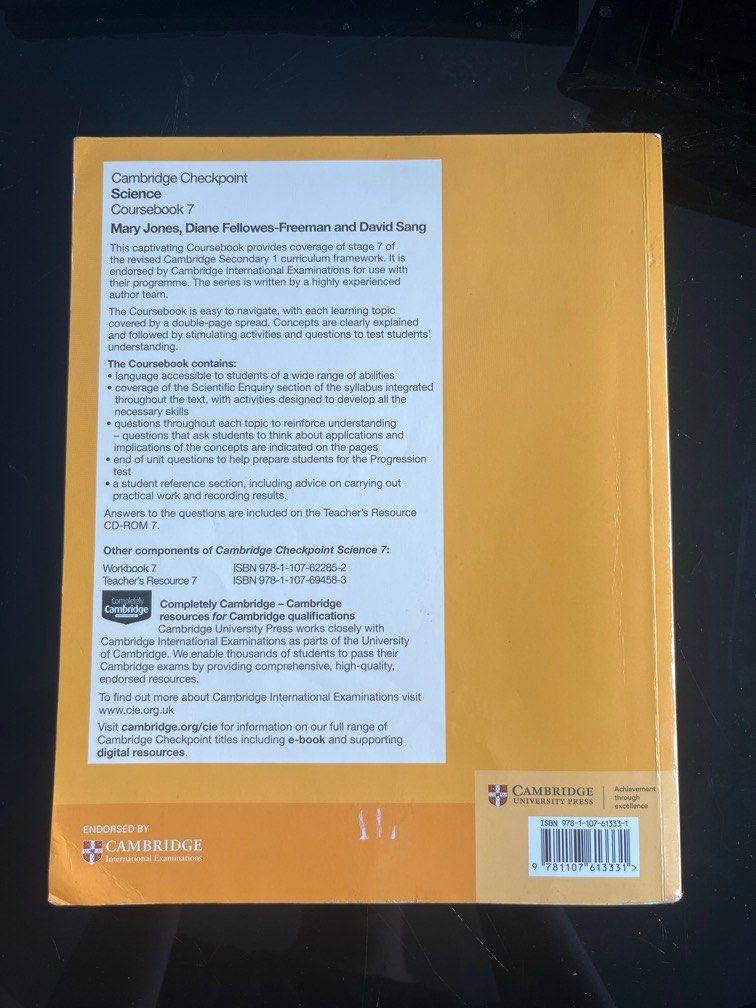 Cambridge Checkpoint
Science
Coursebook 7
Mary Jones, Diane Fellowes-Freeman and David Sang
This captivating Coursebook provides coverage of stage 7 of
the revised Cambridge Secondary 1 curriculum framework. It is
endorsed by Cambridge International Examinations for use with
their programme. The series is written by a highly experienced
author team.
The Coursebook is easy to navigate, with each learning topic
covered by a double-page spread. Concepts are clearly explained
and followed by stimulating activities and questions to test students'
understanding.
The Coursebook contains:
• language accessible to students of a wide range of abilities
• coverage of the Scientific Enquiry section of the syllabus integrated
throughout the text, with activities designed to develop all the
necessary skills
• questions throughout each topic to reinforce understanding
– questions that ask students to think about applications and
implications of the concepts are indicated on the pages
• end of unit questions to help prepare students for the Progression
test
• a student reference section, including advice on carrying out
practical work and recording results.
Answers to the questions are included on the Teacher's Resource
CD-ROM 7.
Other components of Cambridge Checkpoint Science 7:
Workbook 7 ISBN 978-1-107-62285-2
Teacher's Resource 7 ISBN 978-1-107-69458-3
Completely
Cambridge
Completely Cambridge – Cambridge
resources for Cambridge qualifications
Cambridge University Press works closely with
Cambridge International Examinations as parts of the University
of Cambridge. We enable thousands of students to pass their
Cambridge exams by providing comprehensive, high-quality,
endorsed resources.
To find out more about Cambridge International Examinations visit
www.cie.org.uk
Visit cambridge.org/cie for information on our full range of
Cambridge Checkpoint titles including e-book and supporting
digital resources.
CAMBRIDGE
UNIVERSITY PRESS
Achievement
through
excellence
ISBN 978-1-107-61333-1
9 781107 613331 >
ENDORSED BY
CAMBRIDGE
International Examinations